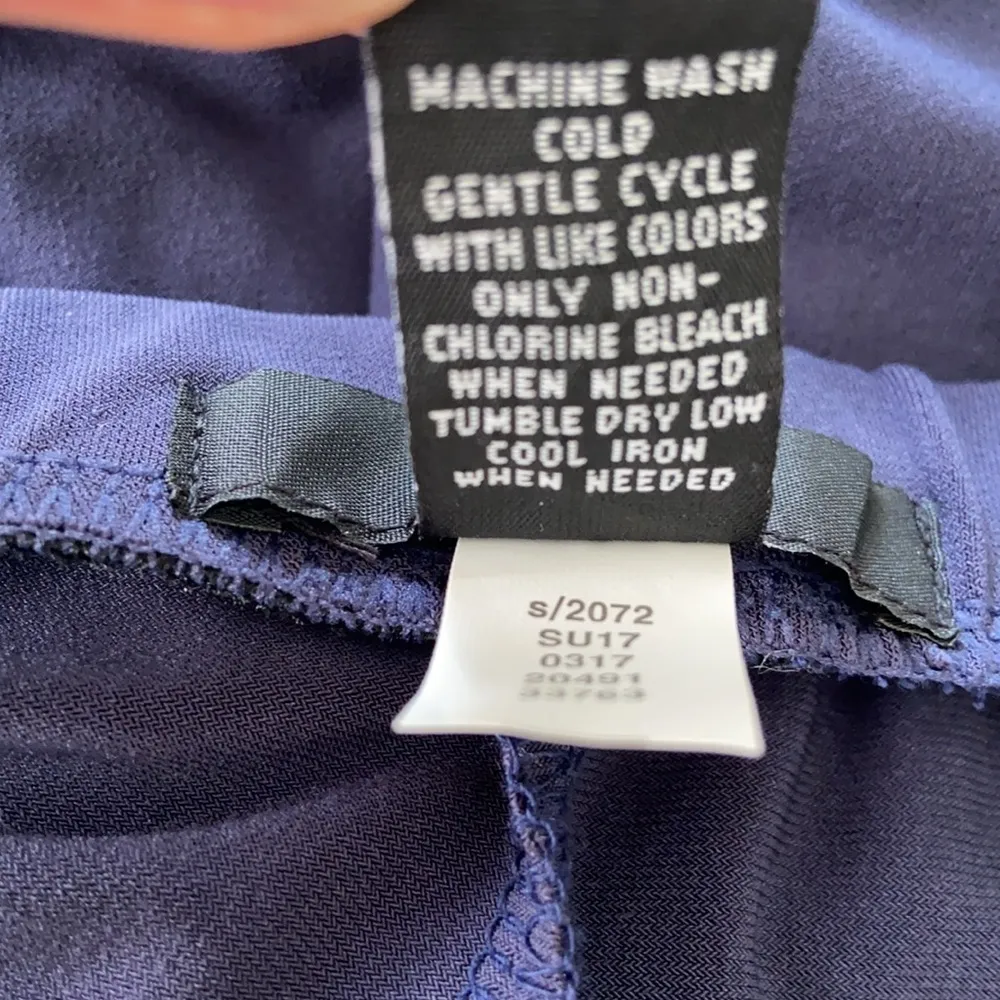 MACHINE WASH
COLD
GENTLE CYCLE
WITH LIKE COLORS
ONLY NON-
CHLORINE BLEACH
WHEN NEEDED
TUMBLE DRY LOW
COOL IRON
WHEN NEEDED
s/2072
SU17
0317
20491
33763